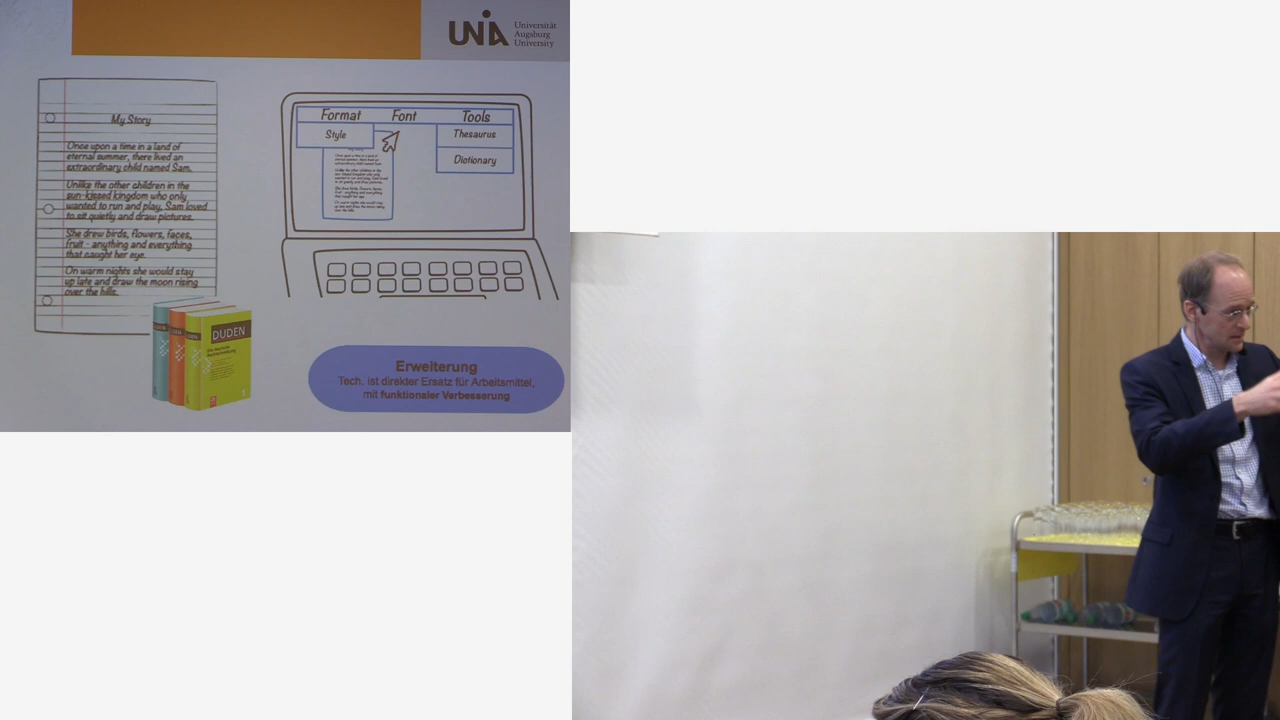 UNIA Universität
Augsburg
University
My Story
Once upon a time in a land of
eternal summer, there lived an
extraordinary child named Sam.
Unlike the other children in the
sun-kissed kingdom who only
wanted to run and play, Sam loved
to sit quietly and draw pictures.
She drew birds, flowers, faces,
fruit - anything and everything
that caught her eye.
On warm nights she would stay
up late and draw the moon rising
over the hills.
Format Font Tools
Style
Thesaurus
Dictionary
DUDEN
Erweiterung
Tech. ist direkter Ersatz für Arbeitsmittel,
mit funktionaler Verbesserung